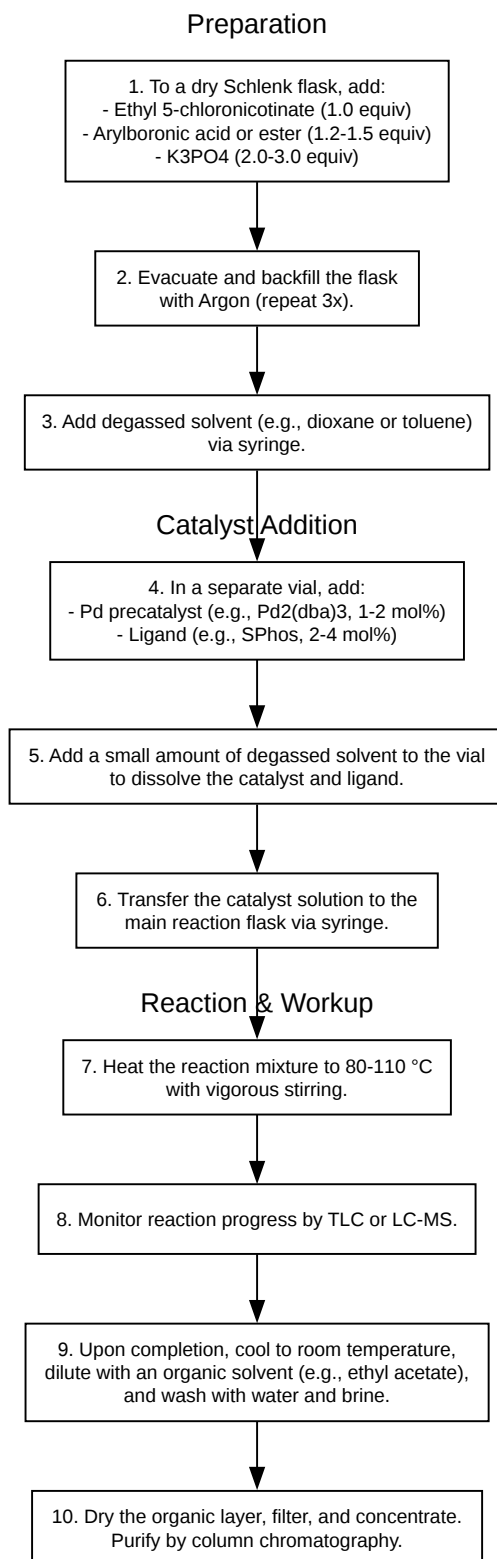 Preparation
1. To a dry Schlenk flask, add:
- Ethyl 5-chloronicotinate (1.0 equiv)
- Arylboronic acid or ester (1.2-1.5 equiv)
- K3PO4 (2.0-3.0 equiv)
2. Evacuate and backfill the flask
with Argon (repeat 3x).
3. Add degassed solvent (e.g., dioxane or toluene)
via syringe.
Catalyst Addition
4. In a separate vial, add:
- Pd precatalyst (e.g., Pd2(dba)3, 1-2 mol%)
- Ligand (e.g., SPhos, 2-4 mol%)
5. Add a small amount of degassed solvent to the vial
to dissolve the catalyst and ligand.
6. Transfer the catalyst solution to the
main reaction flask via syringe.
Reaction & Workup
7. Heat the reaction mixture to 80-110 °C
with vigorous stirring.
8. Monitor reaction progress by TLC or LC-MS.
9. Upon completion, cool to room temperature,
dilute with an organic solvent (e.g., ethyl acetate),
and wash with water and brine.
10. Dry the organic layer, filter, and concentrate.
Purify by column chromatography.